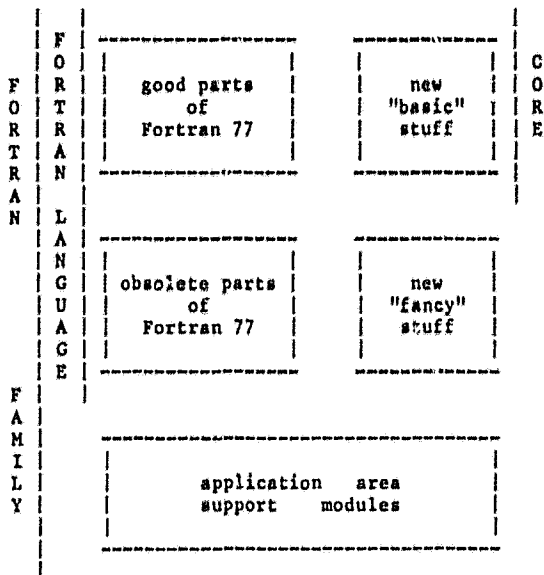 FORTRAN FAMILY
FORTRAN LANGUAGE
CORE
good parts
of
Fortran 77
new
"basic"
stuff
obsolete parts
of
Fortran 77
new
"fancy"
stuff
application area
support modules